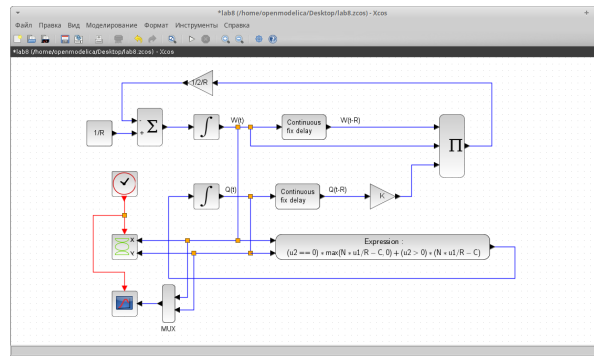 *lab8 (/home/openmodelica/Desktop/lab8.zcos) - Xcos
Файл Правка Вид Моделирование Формат Инструменты Справка
*lab8 (/home/openmodelica/Desktop/lab8.zcos) - Xcos
1/2/R
W(t)
W(t-R)
1/R
-
+
Σ
∫
Continuous
fix delay
Π
Q(t)
Q(t-R)
∫
Continuous
fix delay
K
X
Y
Expression :
(u2 == 0) * max(N * u1/R − C, 0) + (u2 > 0) * (N * u1/R − C)
MUX